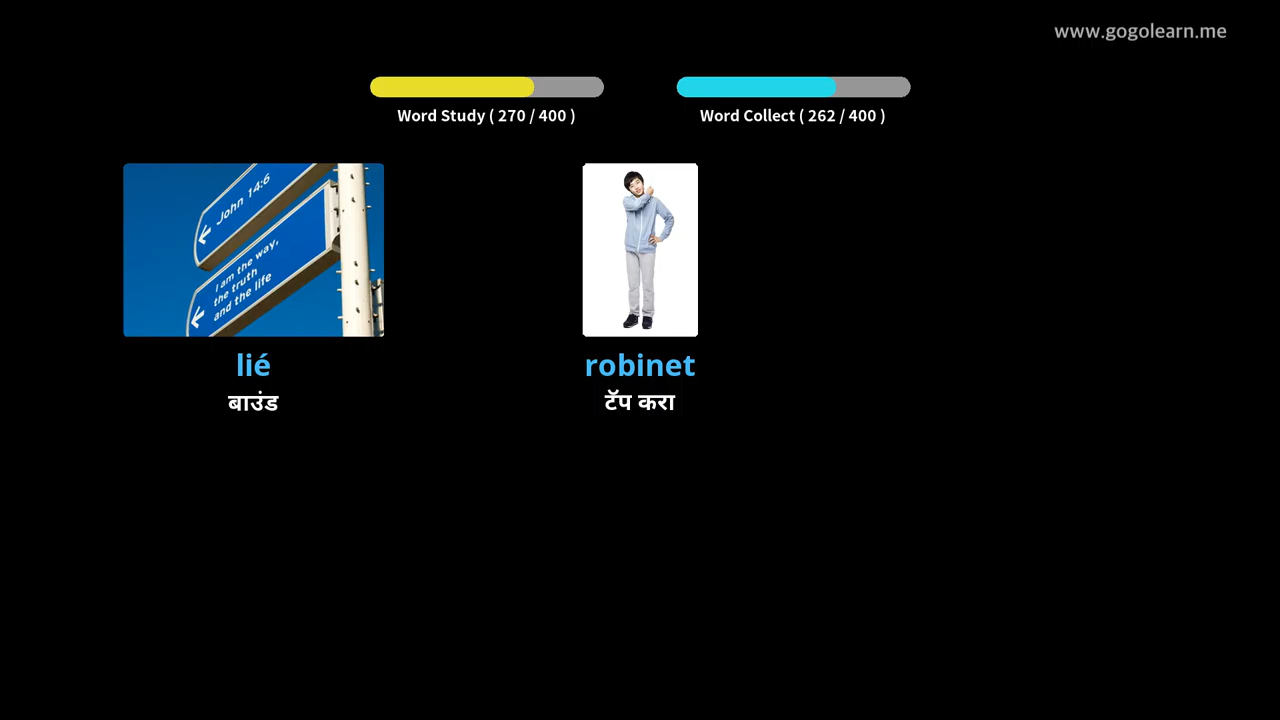 www.gogolearn.me
Word Study ( 270 / 400 )
Word Collect ( 262 / 400 )
John 14:6
I am the way,
the truth
and the life
lié
robinet
बाउंड
टॅप करा